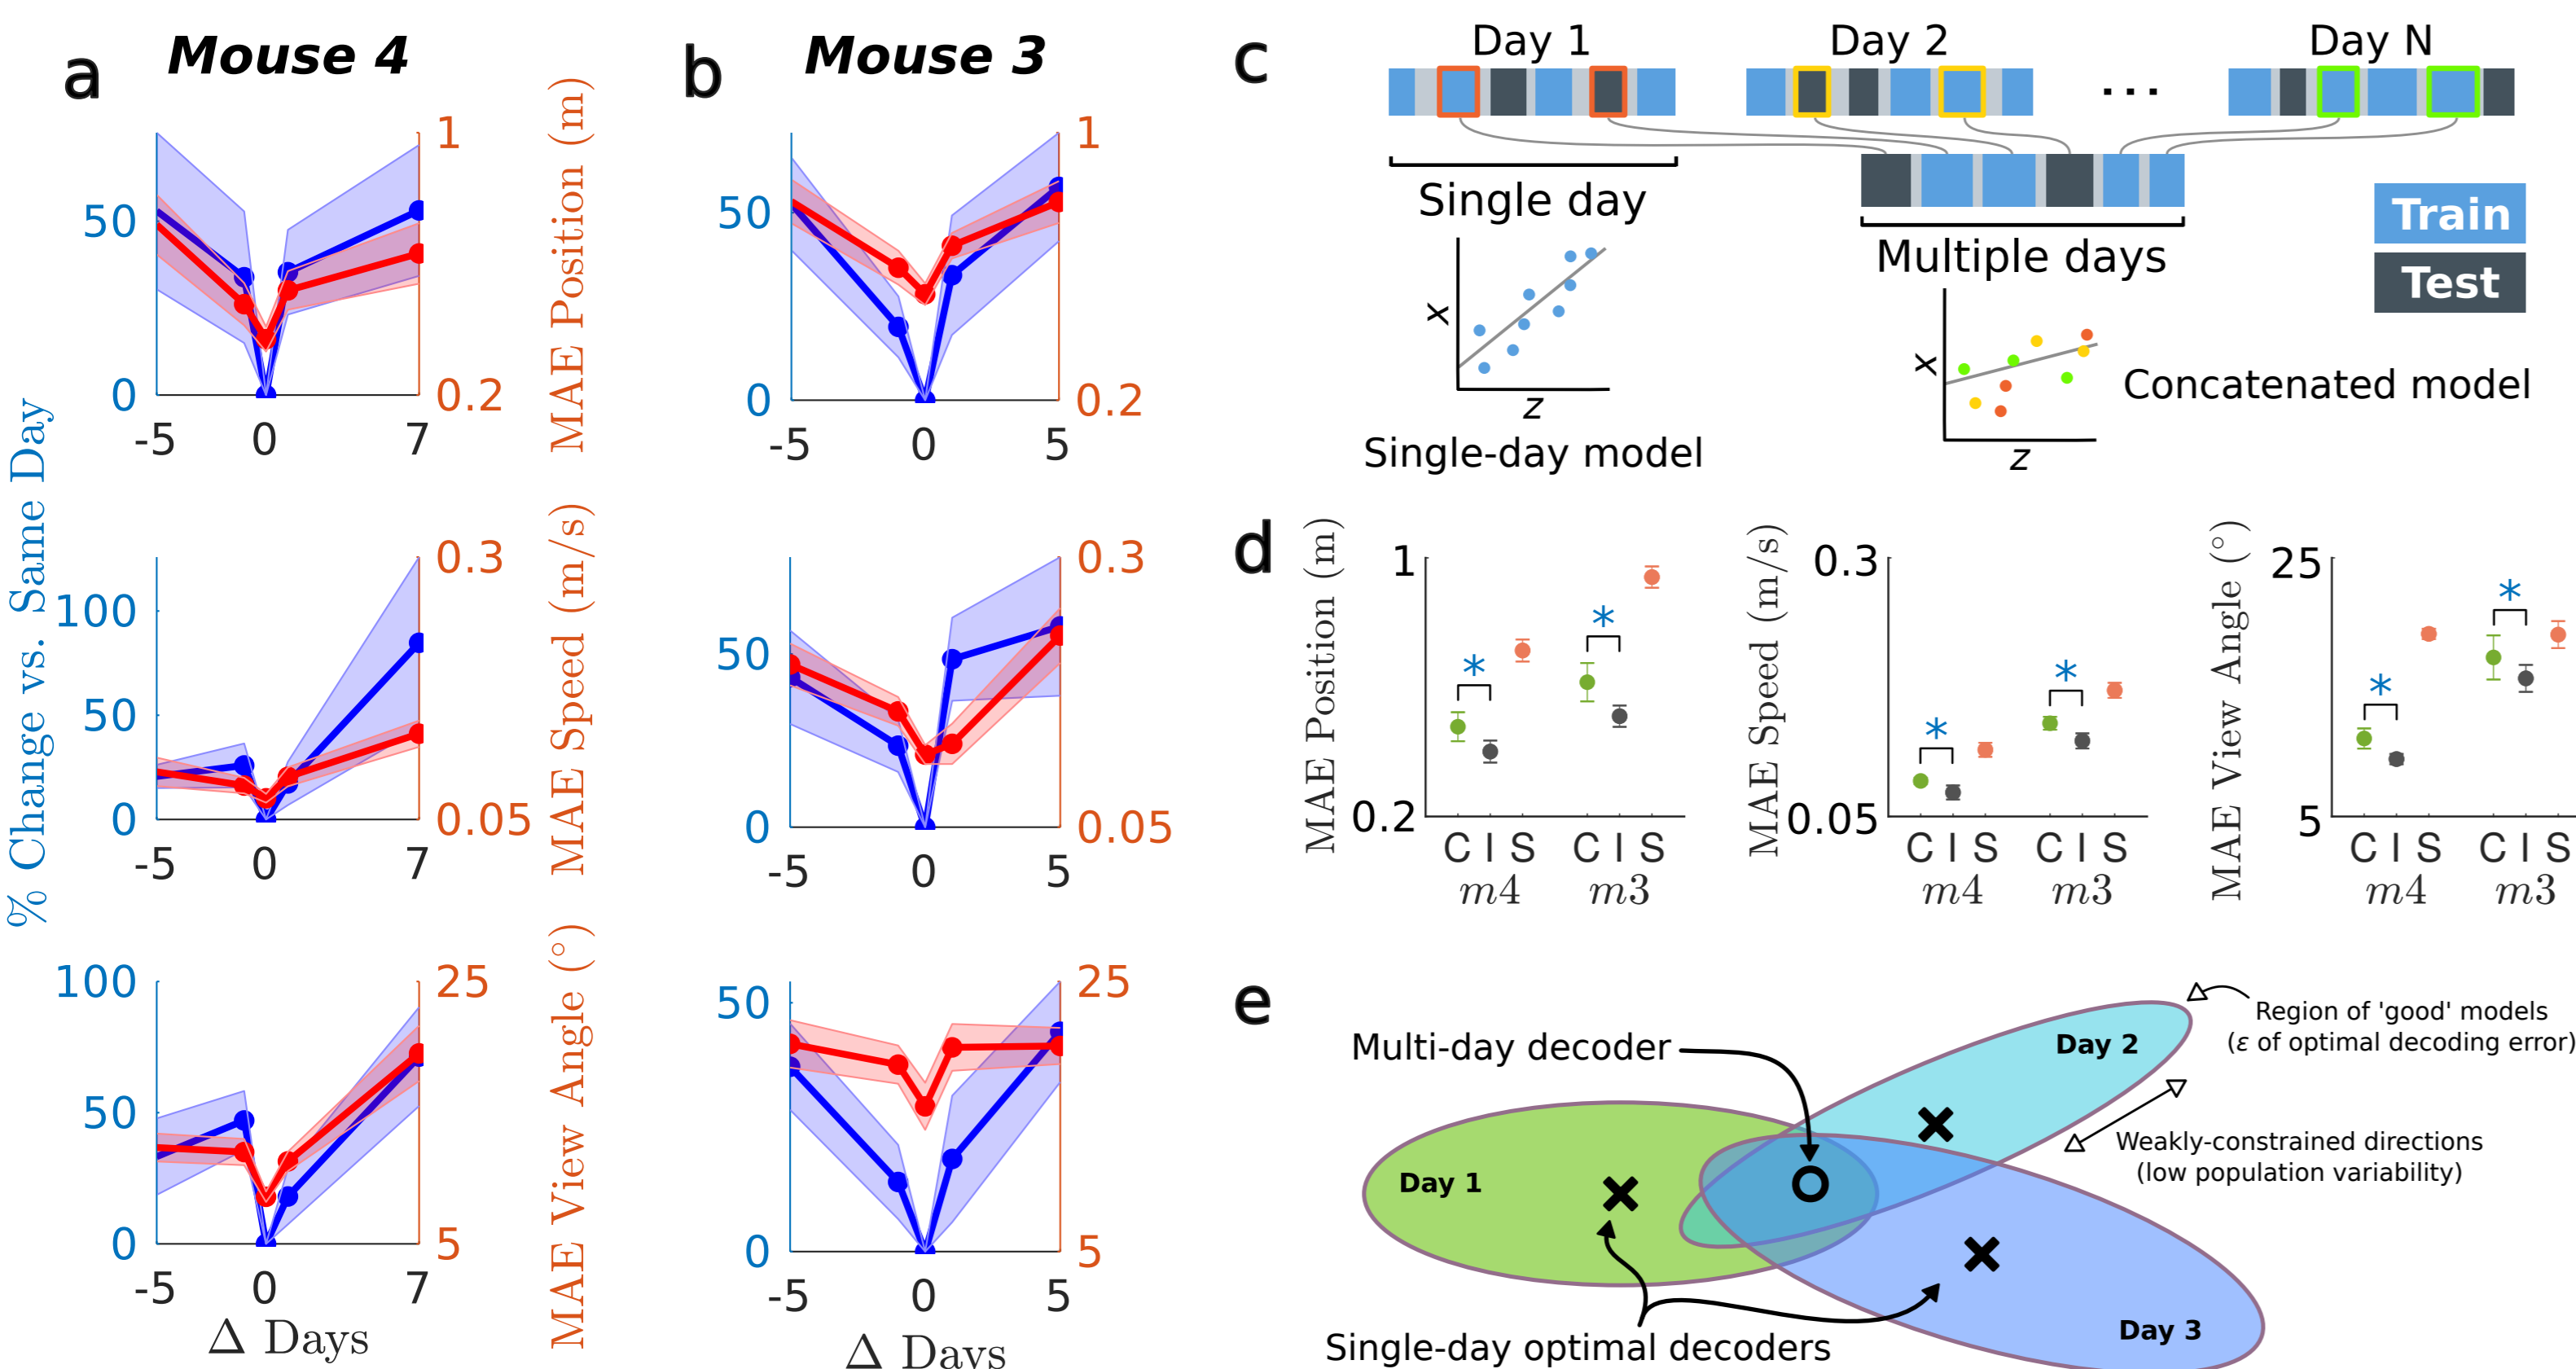 a
Mouse 4
b
Mouse 3
% Change vs. Same Day
50
0
1
0.2
-5
0
7
MAE Position (m)
50
0
1
0.2
-5
0
5
100
50
0
0.3
0.05
-5
0
7
MAE Speed (m/s)
50
0
0.3
0.05
-5
0
5
100
50
0
25
5
-5
0
7
Δ Days
MAE View Angle (°)
50
0
25
5
-5
0
5
Δ Days
c
Day 1
Day 2
...
Day N
Single day
Multiple days
Train
Test
x
z
Single-day model
x
z
Concatenated model
d
MAE Position (m)
1
0.2
*
*
C I S
C I S
m4
m3
MAE Speed (m/s)
0.3
0.05
*
*
C I S
C I S
m4
m3
MAE View Angle (°)
25
5
*
*
C I S
C I S
m4
m3
e
Multi-day decoder
Day 2
Region of 'good' models
(ε of optimal decoding error)
Weakly-constrained directions
(low population variability)
Day 1
Day 3
Single-day optimal decoders